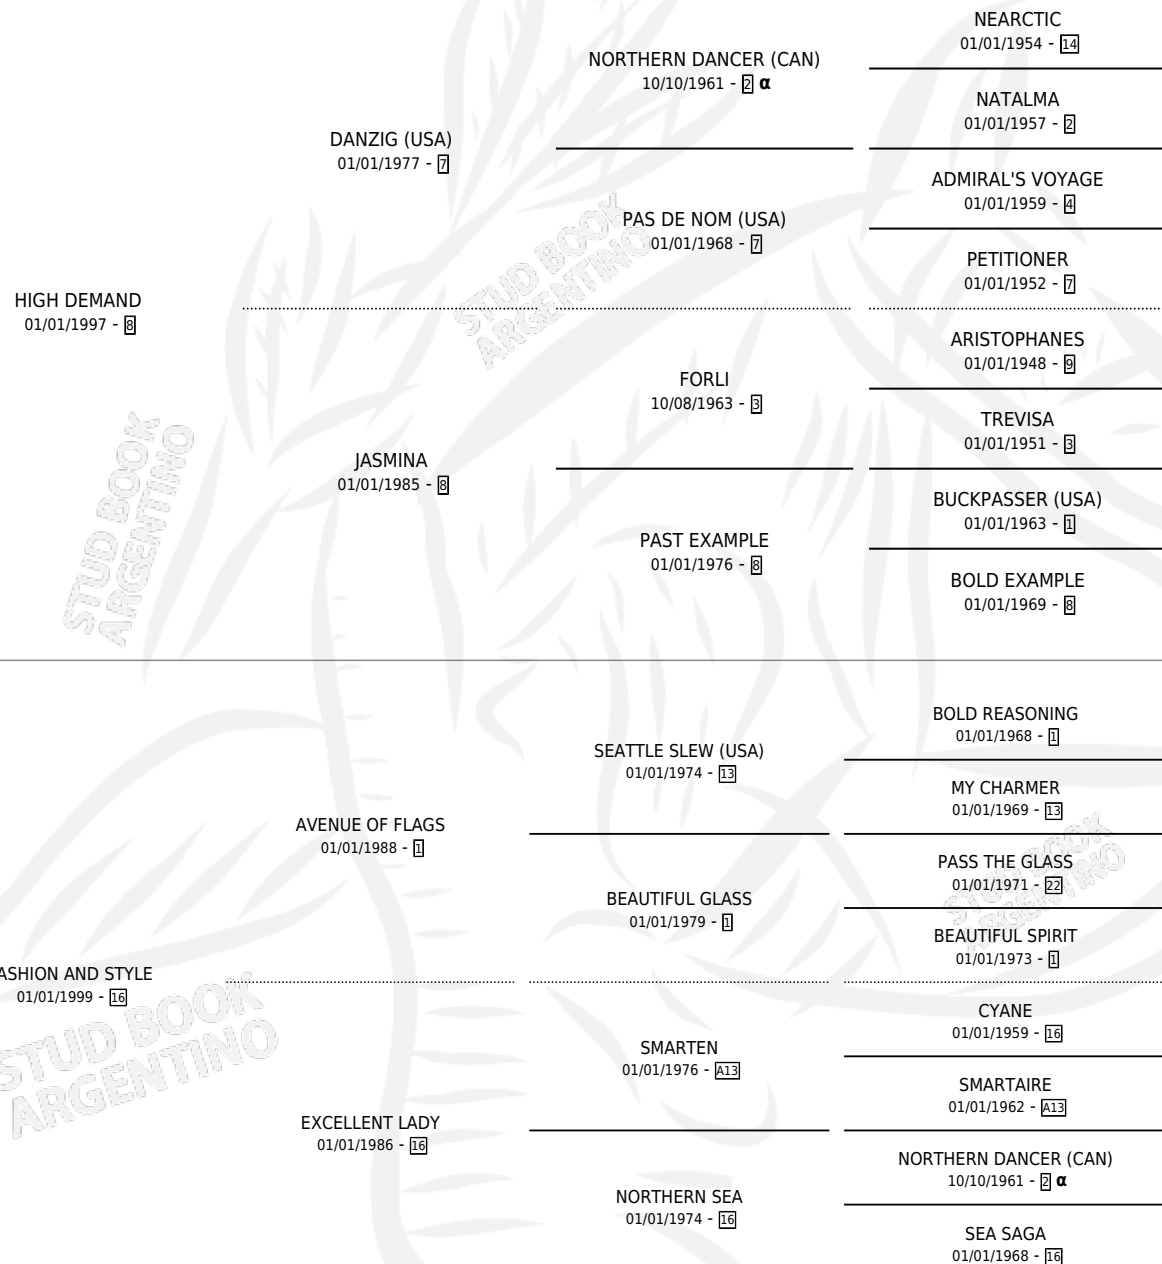 NEARCTIC
01/01/1954 - 14
NORTHERN DANCER (CAN)
10/10/1961 - 2 α
NATALMA
01/01/1957 - 2
DANZIG (USA)
01/01/1977 - 7
ADMIRAL'S VOYAGE
01/01/1959 - 4
PAS DE NOM (USA)
01/01/1968 - 7
PETITIONER
01/01/1952 - 7
HIGH DEMAND
01/01/1997 - 8
ARISTOPHANES
01/01/1948 - 9
FORLI
10/08/1963 - 3
TREVISA
01/01/1951 - 3
JASMINA
01/01/1985 - 8
BUCKPASSER (USA)
01/01/1963 - 1
PAST EXAMPLE
01/01/1976 - 8
BOLD EXAMPLE
01/01/1969 - 8
BOLD REASONING
01/01/1968 - 1
SEATTLE SLEW (USA)
01/01/1974 - 13
MY CHARMER
01/01/1969 - 13
AVENUE OF FLAGS
01/01/1988 - 1
PASS THE GLASS
01/01/1971 - 22
BEAUTIFUL GLASS
01/01/1979 - 1
BEAUTIFUL SPIRIT
01/01/1973 - 1
ASHION AND STYLE
01/01/1999 - 16
CYANE
01/01/1959 - 16
SMARTEN
01/01/1976 - A13
SMARTAIRE
01/01/1962 - A13
EXCELLENT LADY
01/01/1986 - 16
NORTHERN DANCER (CAN)
10/10/1961 - 2 α
NORTHERN SEA
01/01/1974 - 16
SEA SAGA
01/01/1968 - 16
STUD BOOK
ARGENTINO
STUD BOOK
ARGENTINO
STUD BOOK
ARGENTINO
STUD BOOK
ARGENTINO